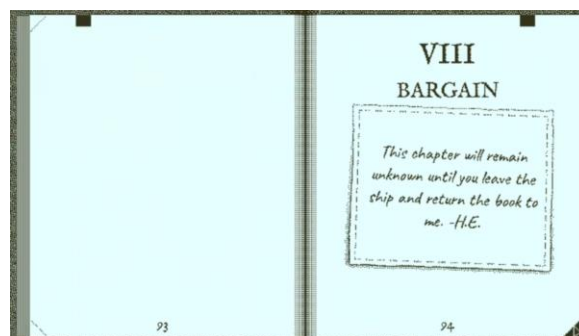 VIII
BARGAIN
This chapter will remain
unknown until you leave the
ship and return the book to
me. -H.E.
93
94